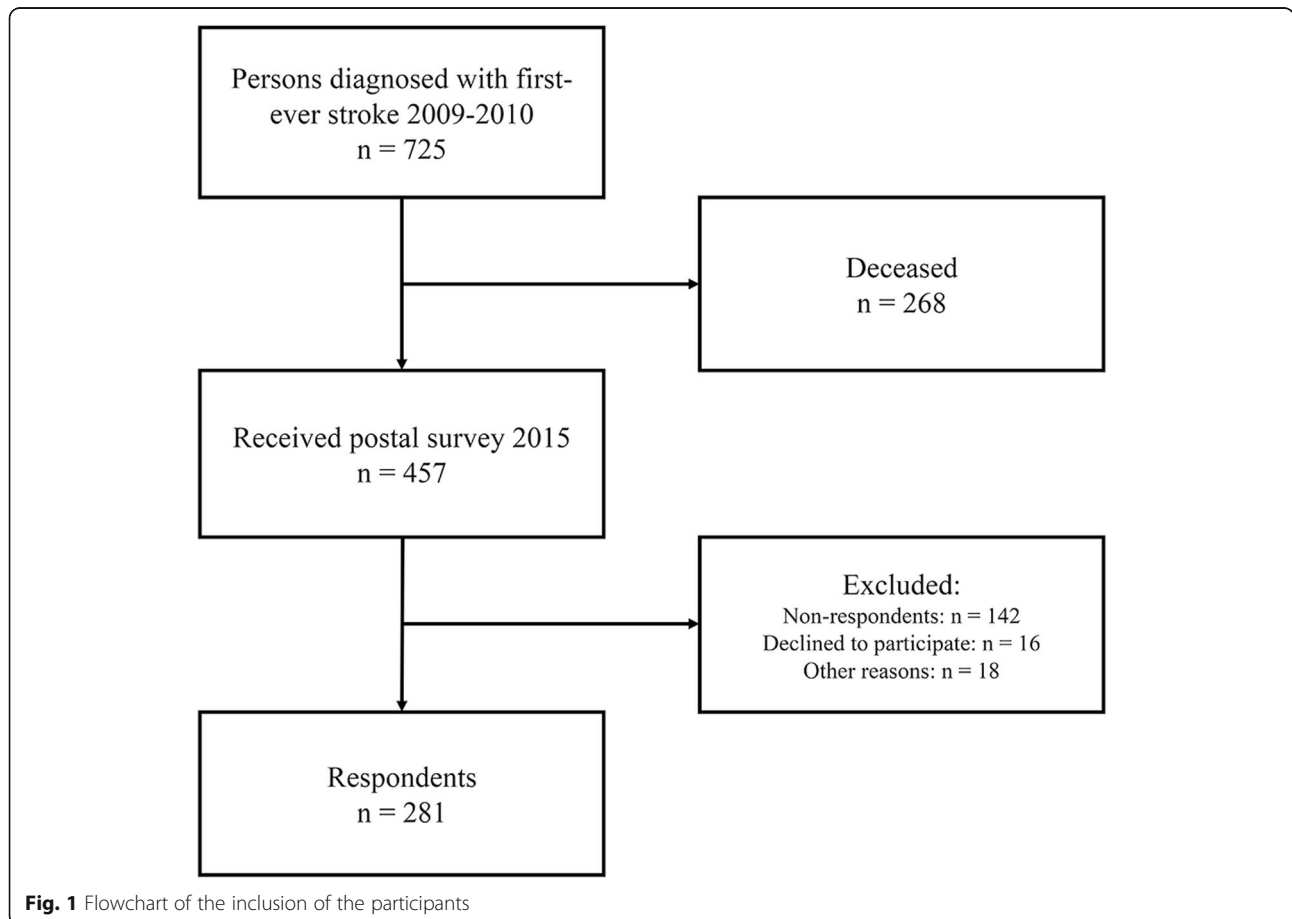 Persons diagnosed with first-
ever stroke 2009-2010
n = 725
Deceased
n = 268
Received postal survey 2015
n = 457
Excluded:
Non-respondents: n = 142
Declined to participate: n = 16
Other reasons: n = 18
Respondents
n = 281
Fig. 1 Flowchart of the inclusion of the participants